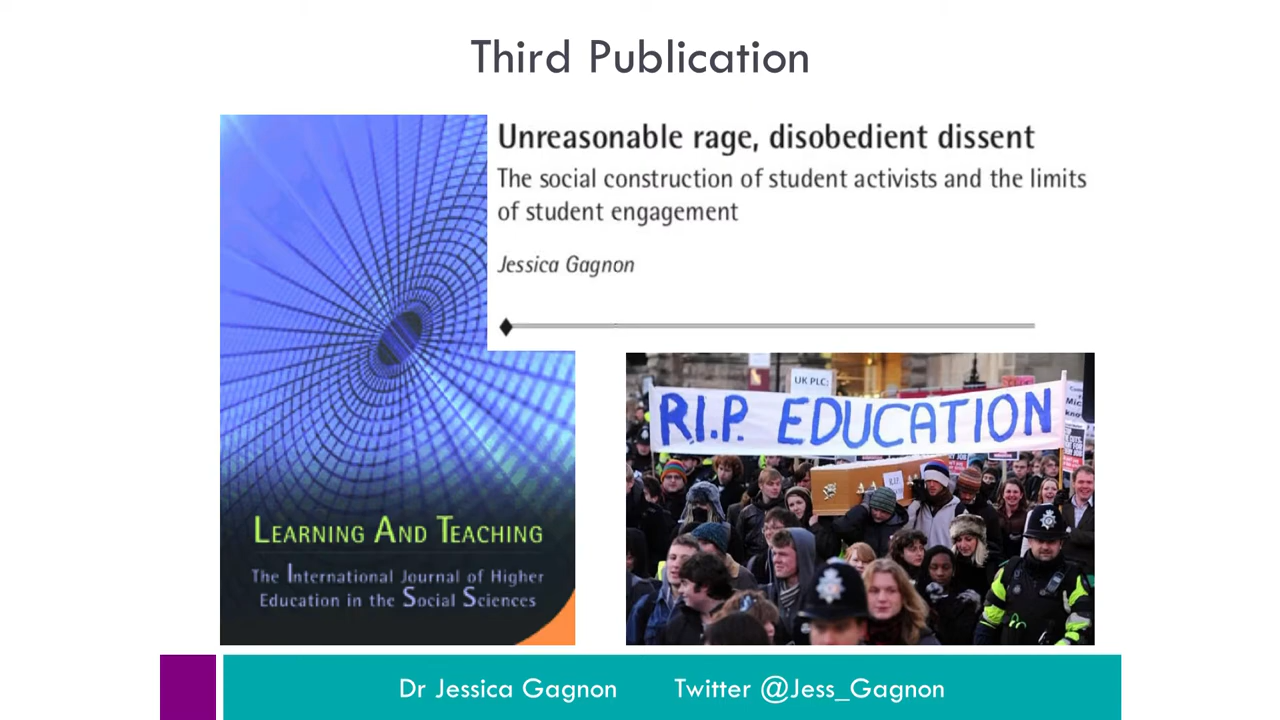 Third Publication
Unreasonable rage, disobedient dissent
The social construction of student activists and the limits
of student engagement
Jessica Gagnon
LEARNING AND TEACHING
The International Journal of Higher
Education in the Social Sciences
UK PLC:
R.I.P. EDUCATION
R.I.P.
Dr Jessica Gagnon Twitter @Jess_Gagnon